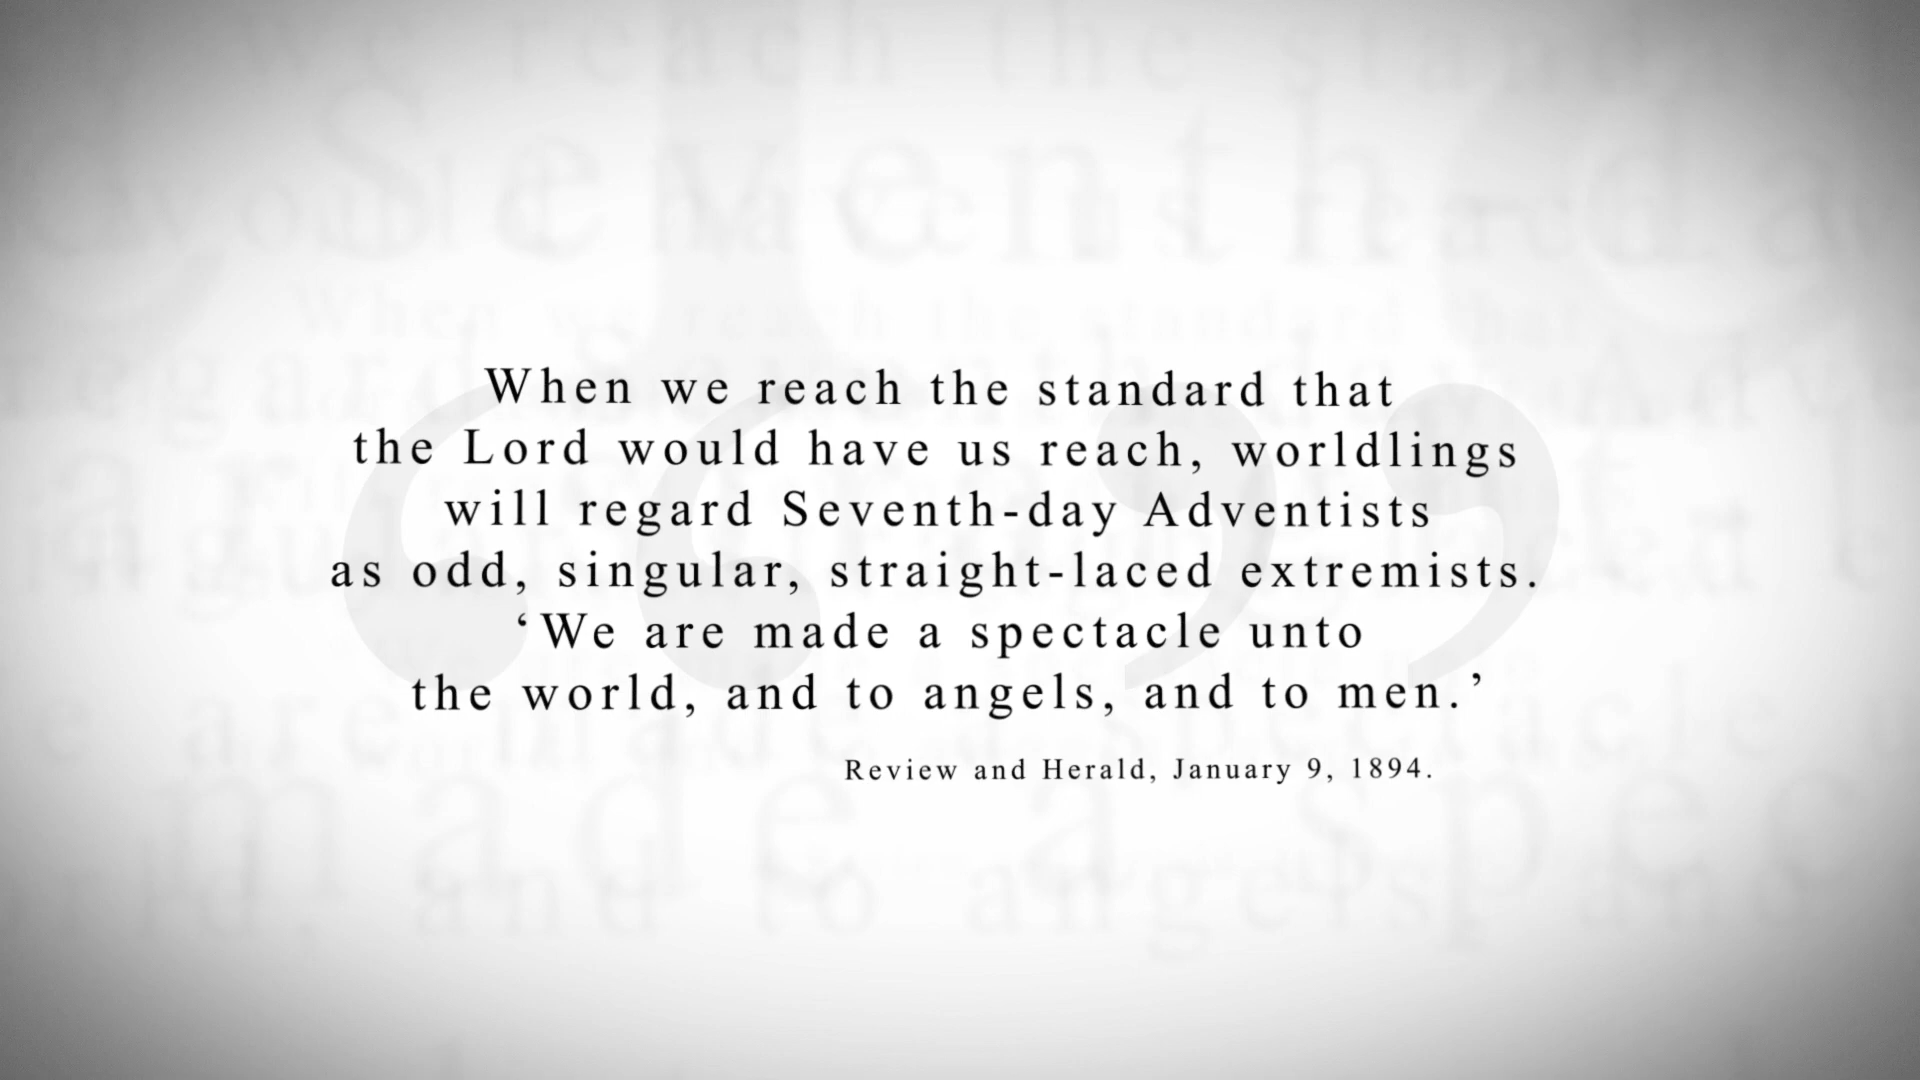 When we reach the standard that
the Lord would have us reach, worldlings
will regard Seventh-day Adventists
as odd, singular, straight-laced extremists.
‘We are made a spectacle unto
the world, and to angels, and to men.’
Review and Herald, January 9, 1894.